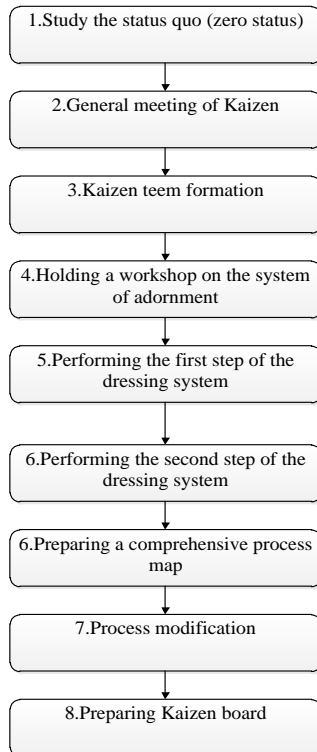 1.Study the status quo (zero status)
2.General meeting of Kaizen
3.Kaizen teem formation
4.Holding a workshop on the system
of adornment
5.Performing the first step of the
dressing system
6.Performing the second step of the
dressing system
6.Preparing a comprehensive process
map
7.Process modification
8.Preparing Kaizen board